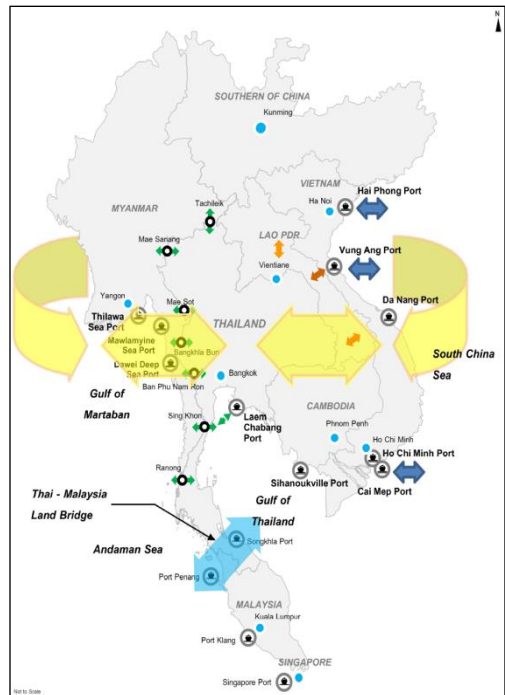 N
SOUTHERN OF CHINA
Kunming
VIETNAM
Hai Phong Port
Ha Noi
Tachileik
MYANMAR
LAO PDR
Mae Sariang
Vung Ang Port
Vientiane
Yangon
Mae Sot
Da Nang Port
Thilawa
Sea Port
THAILAND
Mawlamyine
Sea Port
Sangkhla Buri
South China
Sea
Dawei Deep
Sea Port
Ban Phu Nam Ron
Bangkok
Gulf of
Martaban
CAMBODIA
Sing Khon
Laem
Chabang
Port
Phnom Penh
Ho Chi Minh
Ho Chi Minh Port
Ranong
Sihanoukville Port
Cai Mep Port
Thai - Malaysia
Land Bridge
Gulf of
Thailand
Andaman Sea
Songkhla Port
Port Penang
MALAYSIA
Kuala Lumpur
Port Klang
SINGAPORE
Singapore Port
Not to Scale